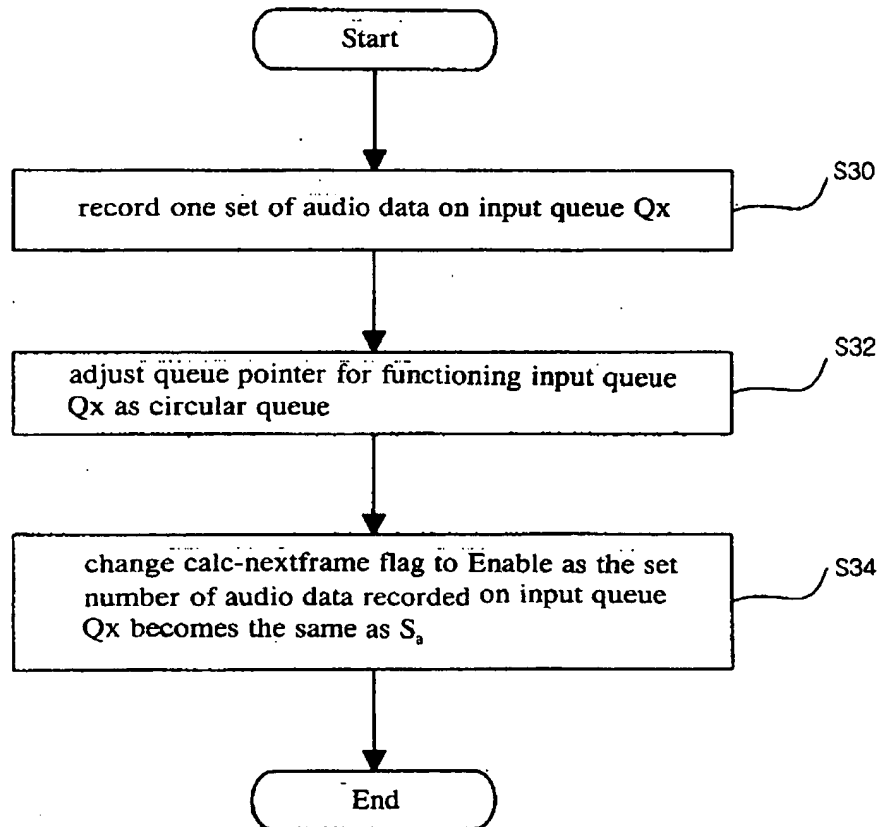 Start
record one set of audio data on input queue Qx
S30
adjust queue pointer for functioning input queue
Qx as circular queue
S32
change calc-nextframe flag to Enable as the set
number of audio data recorded on input queue
Qx becomes the same as Sₐ
S34
End